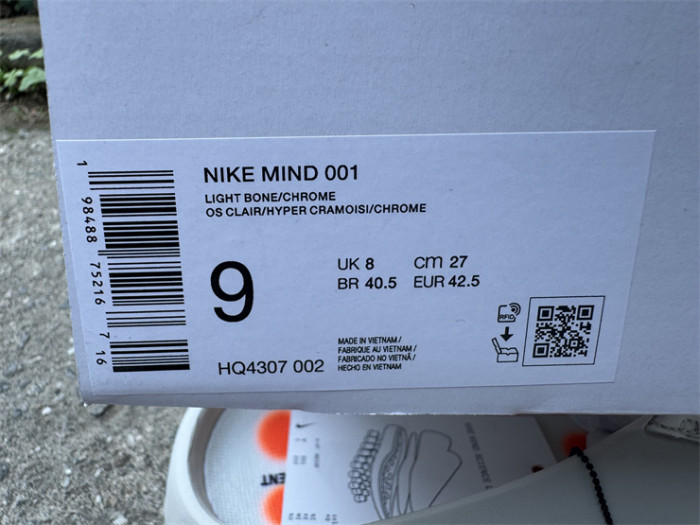 NIKE MIND 001
LIGHT BONE/CHROME
OS CLAIR/HYPER CRAMOISI/CHROME
9
UK 8 cm 27
BR 40.5 EUR 42.5
HQ4307 002
MADE IN VIETNAM /
FABRIQUE AU VIETNAM /
FABRICADO NO VIETNÃ /
HECHO EN VIETNAM
RFID
1 98488 75216 7 16
ENT